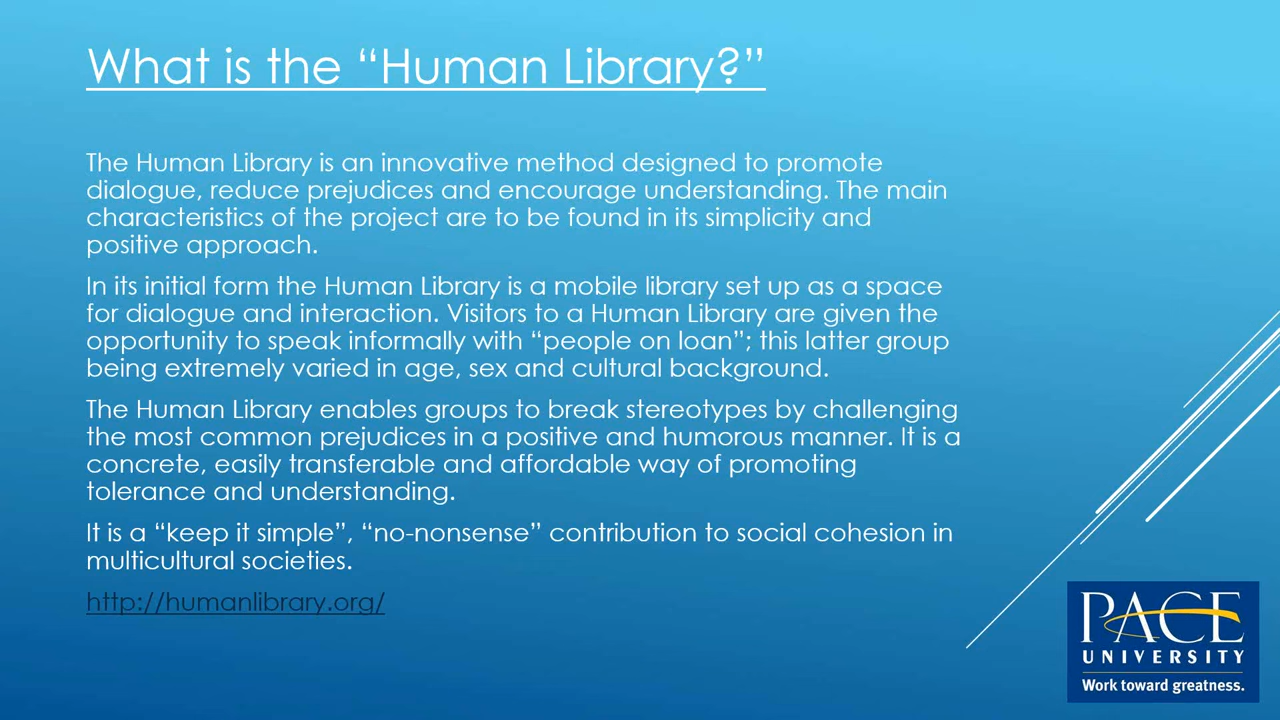 What is the “Human Library?”
The Human Library is an innovative method designed to promote
dialogue, reduce prejudices and encourage understanding. The main
characteristics of the project are to be found in its simplicity and
positive approach.
In its initial form the Human Library is a mobile library set up as a space
for dialogue and interaction. Visitors to a Human Library are given the
opportunity to speak informally with “people on loan”; this latter group
being extremely varied in age, sex and cultural background.
The Human Library enables groups to break stereotypes by challenging
the most common prejudices in a positive and humorous manner. It is a
concrete, easily transferable and affordable way of promoting
tolerance and understanding.
It is a “keep it simple”, “no-nonsense” contribution to social cohesion in
multicultural societies.
http://humanlibrary.org/
PACE
UNIVERSITY
Work toward greatness.